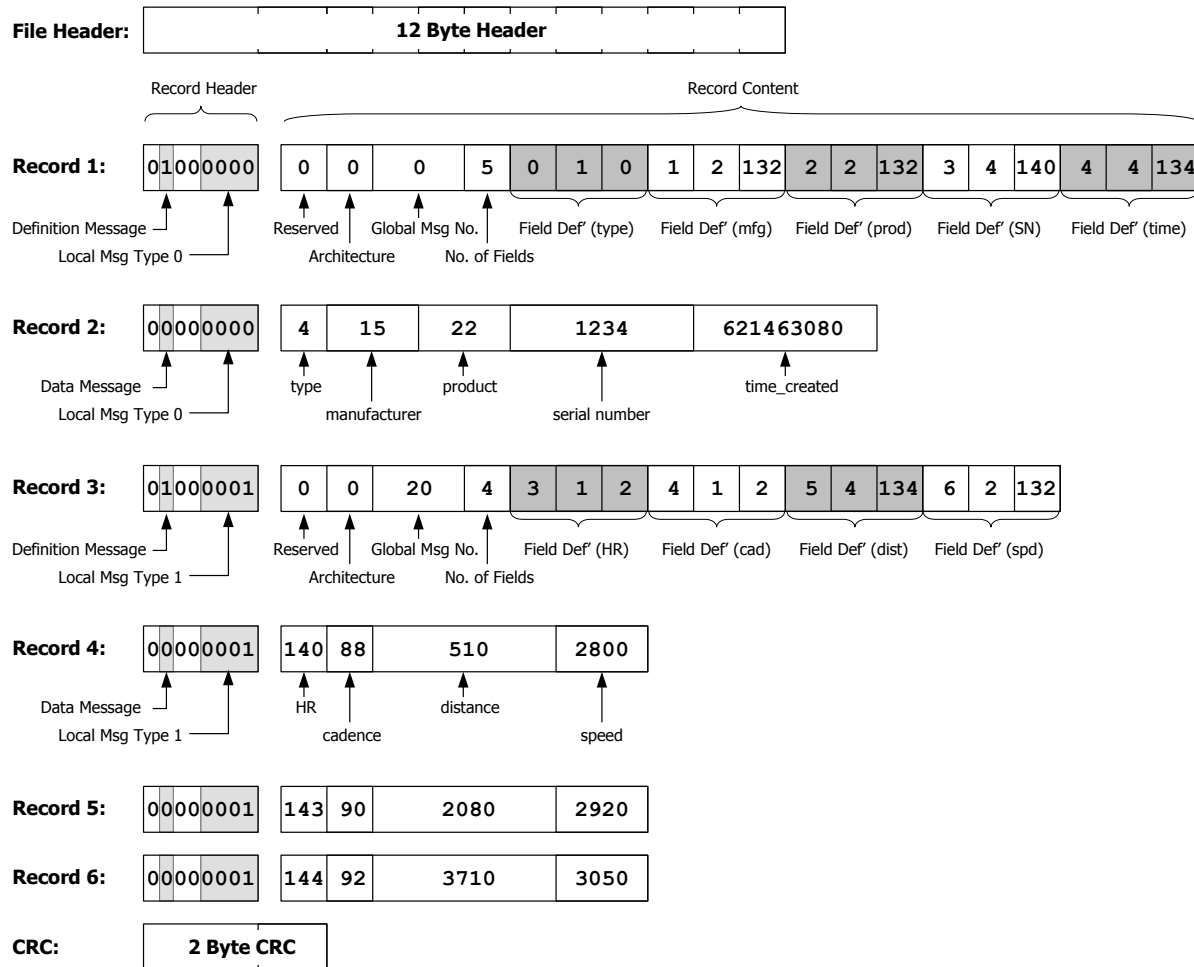 File Header: 12 Byte Header
Record Header Record Content
Record 1: 01000000 0 0 0 5 0 1 0 1 2 132 2 2 132 3 4 140 4 4 134
Definition Message Reserved Global Msg No. Field Def' (type) Field Def' (mfg) Field Def' (prod) Field Def' (SN) Field Def' (time)
Local Msg Type 0 Architecture No. of Fields
Record 2: 00000000 4 15 22 1234 621463080
Data Message type product time_created
Local Msg Type 0 manufacturer serial number
Record 3: 01000001 0 0 20 4 3 1 2 4 1 2 5 4 134 6 2 132
Definition Message Reserved Global Msg No. Field Def' (HR) Field Def' (cad) Field Def' (dist) Field Def' (spd)
Local Msg Type 1 Architecture No. of Fields
Record 4: 00000001 140 88 510 2800
Data Message HR distance
Local Msg Type 1 cadence speed
Record 5: 00000001 143 90 2080 2920
Record 6: 00000001 144 92 3710 3050
CRC: 2 Byte CRC